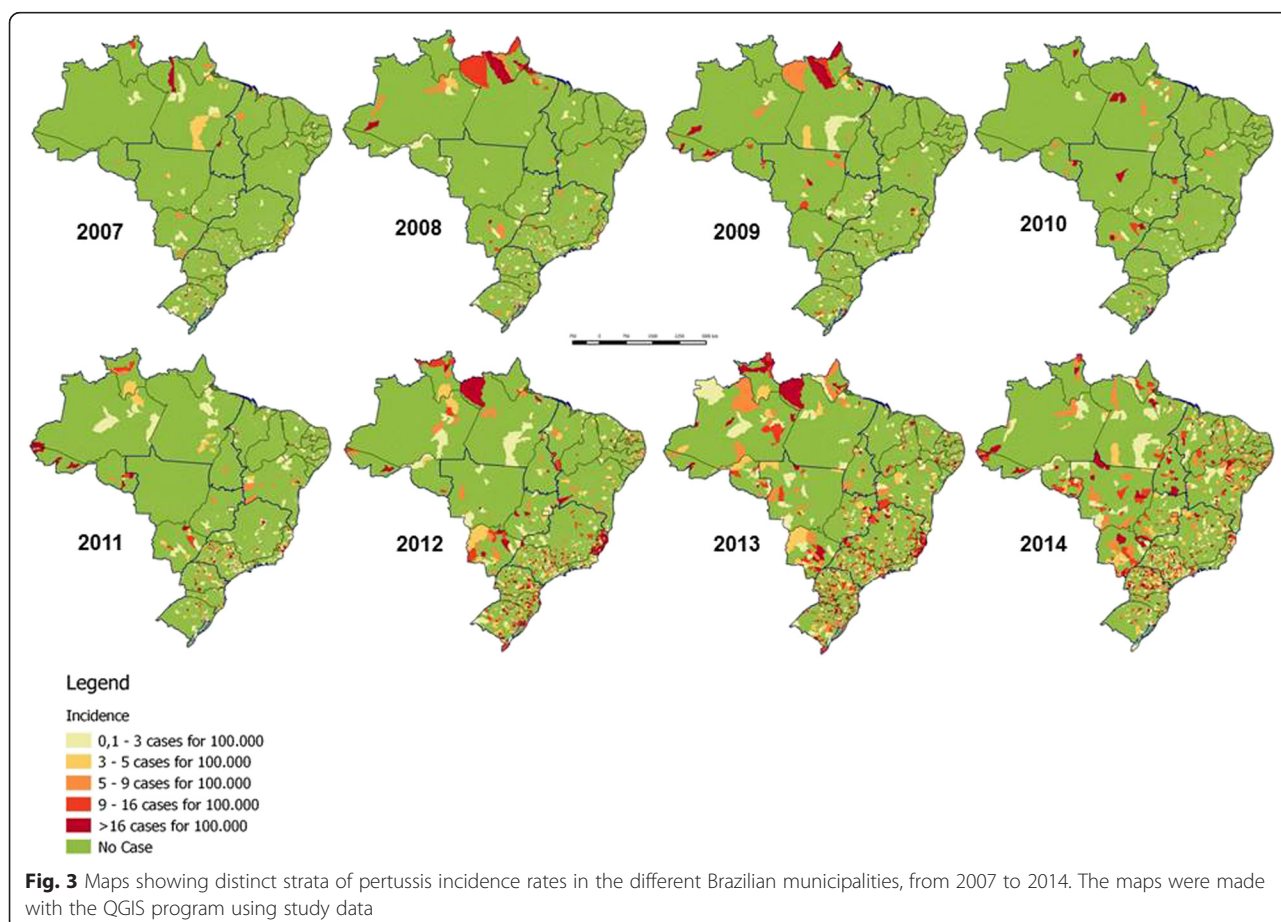 2007
2008
2009
2010
2011
2012
2013
2014
Legend
Incidence
0,1 - 3 cases for 100.000
3 - 5 cases for 100.000
5 - 9 cases for 100.000
9 - 16 cases for 100.000
>16 cases for 100.000
No Case
Fig. 3 Maps showing distinct strata of pertussis incidence rates in the different Brazilian municipalities, from 2007 to 2014. The maps were made
with the QGIS program using study data